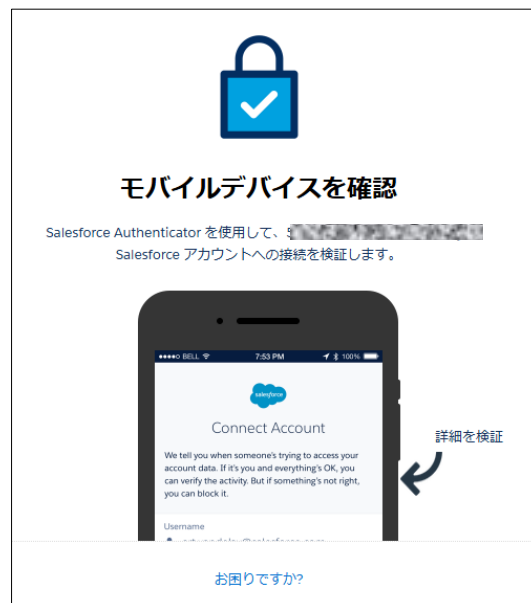 モバイルデバイスを確認
Salesforce Authenticator を使用して、
Salesforce アカウントへの接続を検証します。
●●●●○ BELL 7:53 PM 100%
salesforce
Connect Account
We tell you when someone's trying to access your
account data. If it's you and everything's OK, you
can verify the activity. But if something's not right,
you can block it.
詳細を検証
Username
お困りですか?